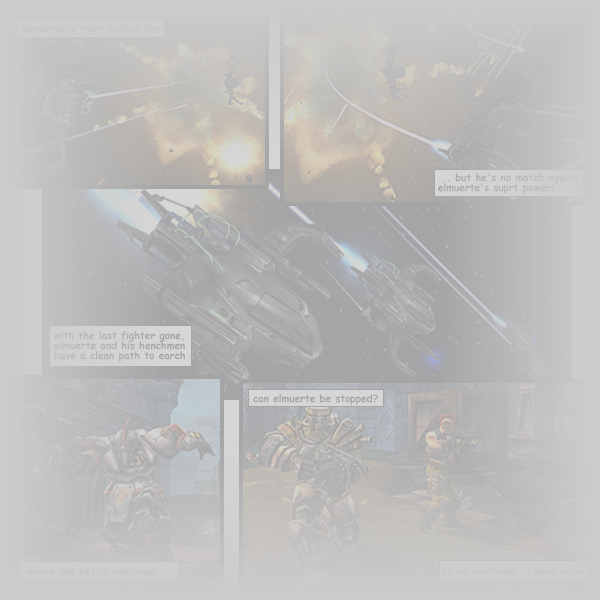 elmuerte is right behind him
... but he's no match again
elmuerte's suprt powers
with the last fighter gone,
elmuerte and his henchmen
have a clean path to earch
can elmuerte be stopped?
where the battle continues...
to be continued... next issue